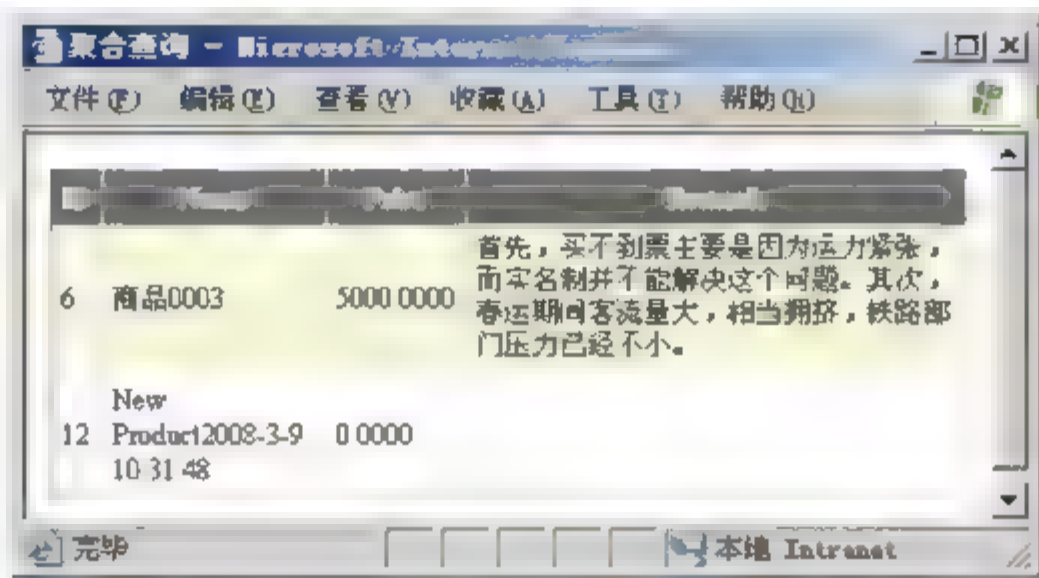 聚合查询 - Microsoft Internet
文件(F) 编辑(E) 查看(V) 收藏(A) 工具(T) 帮助(H)
首先，买不到票主要是因为运力紧张，
而实名制并不能解决这个问题。其次，
6 商品0003 5000 0000
春运期间客流量大，相当拥挤，铁路部
门压力已经不小。
New
12 Product2008-3-9 0 0000
10 31 48
完毕 本地 Intranet